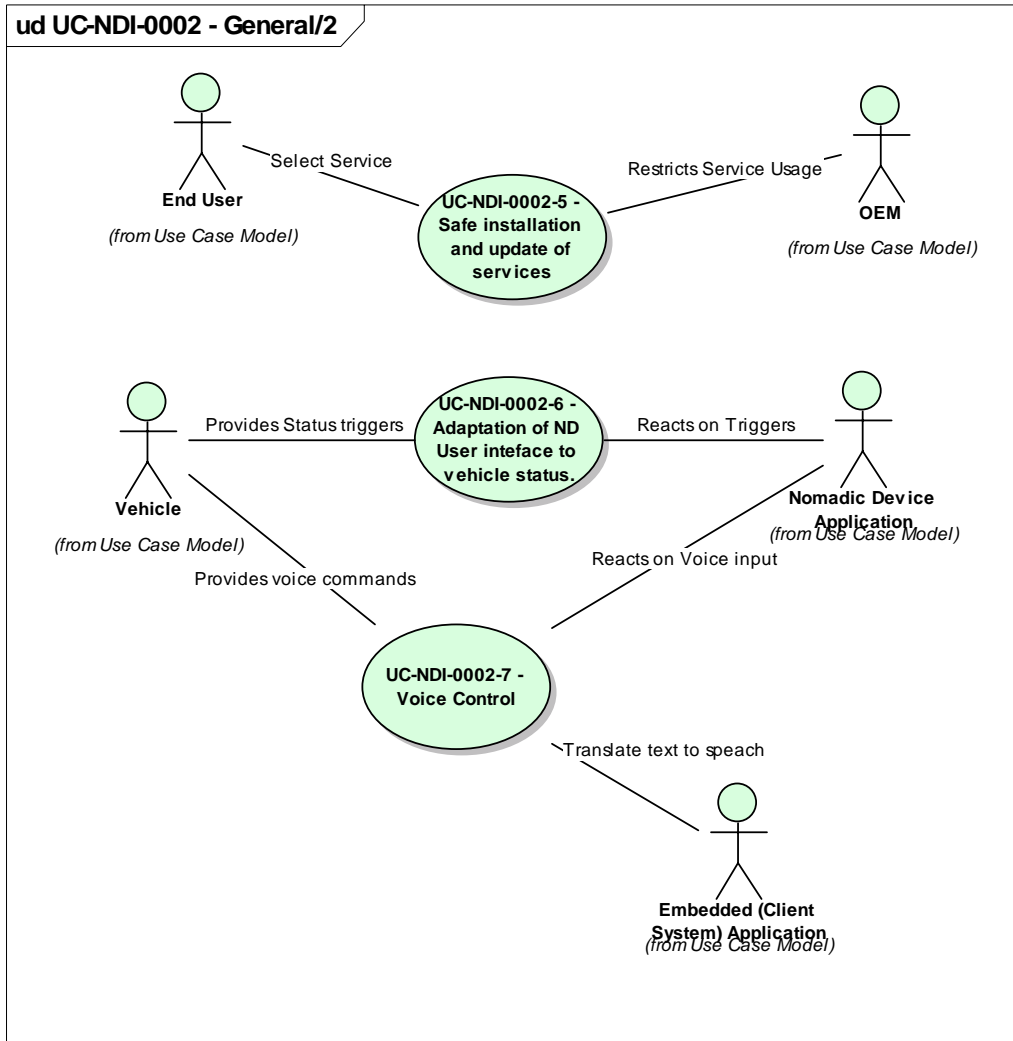 ud UC-NDI-0002 - General/2
Select Service
Restricts Service Usage
End User
(from Use Case Model)
UC-NDI-0002-5 -
Safe installation
and update of
services
OEM
(from Use Case Model)
Provides Status triggers
UC-NDI-0002-6 -
Adaptation of ND
User inteface to
vehicle status.
Reacts on Triggers
Vehicle
(from Use Case Model)
Nomadic Device
Application
(from Use Case Model)
Provides voice commands
Reacts on Voice input
UC-NDI-0002-7 -
Voice Control
Translate text to speach
Embedded (Client
System) Application
(from Use Case Model)